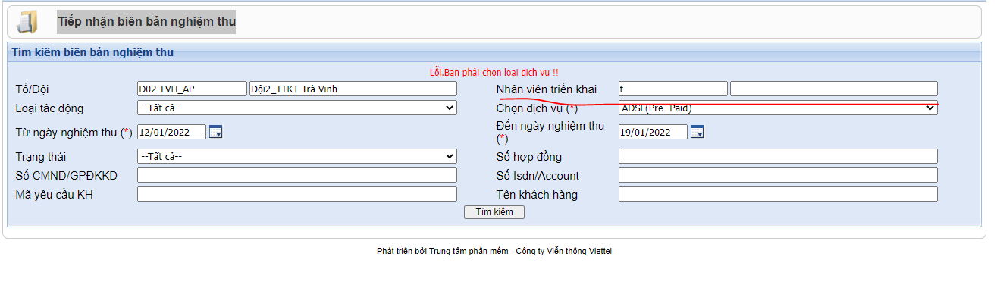 Tiếp nhận biên bản nghiệm thu
Tìm kiếm biên bản nghiệm thu
Lỗi.Bạn phải chọn loại dịch vụ !!
Tổ/Đội D02-TVH_AP Đội2_TTKT Trà Vinh Nhân viên triển khai t
Loại tác động --Tất cả-- Chọn dịch vụ (*) ADSL(Pre -Paid)
Từ ngày nghiệm thu (*) 12/01/2022 Đến ngày nghiệm thu (*) 19/01/2022
Trạng thái --Tất cả-- Số hợp đồng
Số CMND/GPĐKKD Số Isdn/Account
Mã yêu cầu KH Tên khách hàng
Tìm kiếm
Phát triển bởi Trung tâm phần mềm - Công ty Viễn thông Viettel